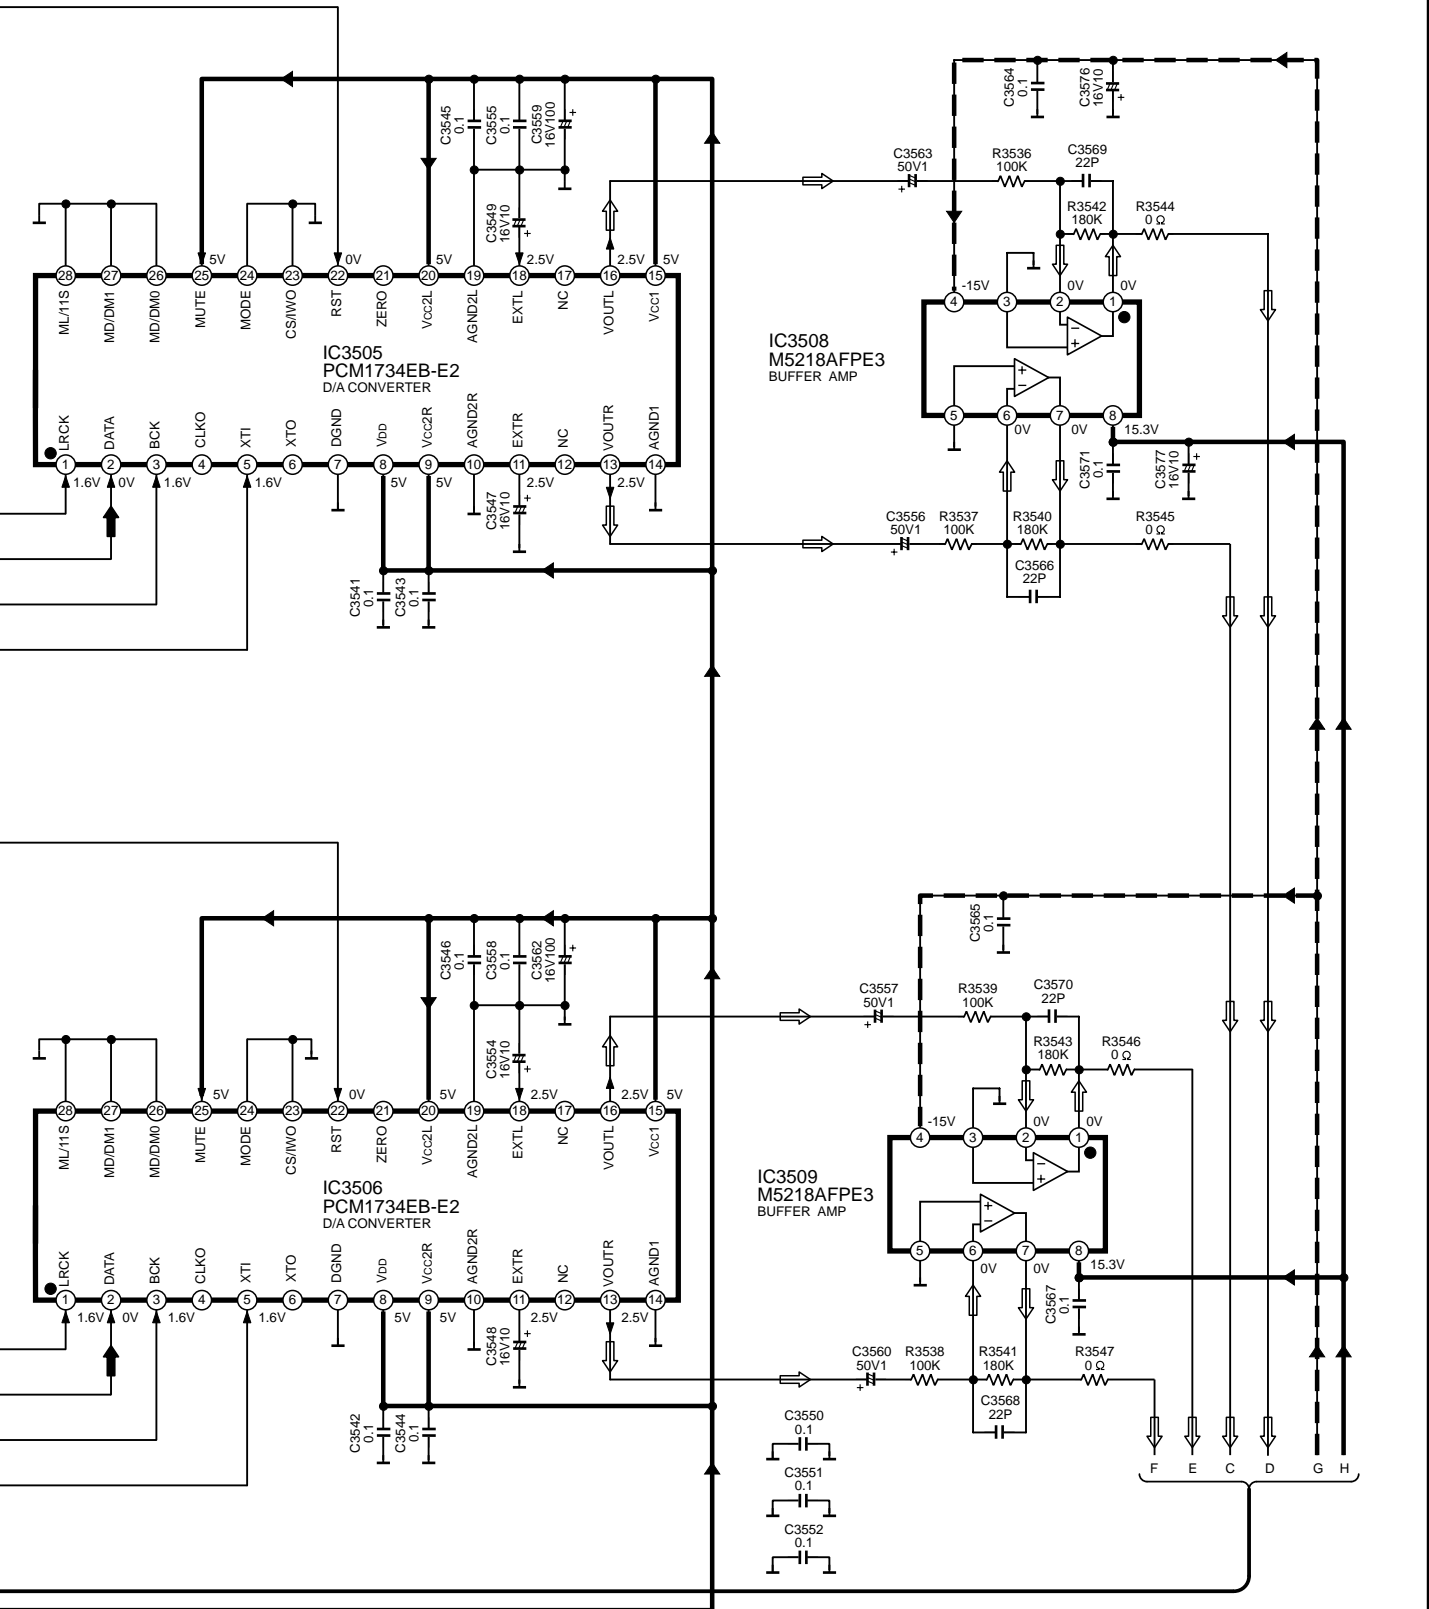 C3564
0.1
C3576
16V10
+
C3545
0.1
C3555
0.1
C3559
16V100
+
C3549
16V10
+
C3563
50V1
+
R3536
100K
C3569
22P
R3542
180K
R3544
0 Ω
5V
0V
5V
2.5V
2.5V
5V
28
27
26
25
24
23
22
21
20
19
18
17
16
15
ML/11S
MD/DM1
MD/DM0
MUTE
MODE
CS/IWO
RST
ZERO
VCC2L
AGND2L
EXTL
NC
VOUTL
VCC1
IC3505
PCM1734EB-E2
D/A CONVERTER
LRCK
DATA
BCK
CLKO
XTI
XTO
DGND
VDD
VCC2R
AGND2R
EXTR
NC
VOUTR
AGND1
1
2
3
4
5
6
7
8
9
10
11
12
13
14
1.6V
0V
1.6V
1.6V
5V
5V
2.5V
2.5V
C3547
16V10
+
C3541
0.1
C3543
0.1
-15V
0V
0V
4
3
2
1
−
+
+
−
IC3508
M5218AFPE3
BUFFER AMP
5
6
7
8
0V
0V
15.3V
C3571
0.1
C3577
16V10
+
C3556
50V1
+
R3537
100K
R3540
180K
R3545
0 Ω
C3566
22P
C3565
0.1
C3546
0.1
C3558
0.1
C3562
16V100
+
C3554
16V10
+
C3557
50V1
+
R3539
100K
C3570
22P
R3543
180K
R3546
0 Ω
5V
0V
5V
2.5V
2.5V
5V
28
27
26
25
24
23
22
21
20
19
18
17
16
15
ML/11S
MD/DM1
MD/DM0
MUTE
MODE
CS/IWO
RST
ZERO
VCC2L
AGND2L
EXTL
NC
VOUTL
VCC1
IC3506
PCM1734EB-E2
D/A CONVERTER
LRCK
DATA
BCK
CLKO
XTI
XTO
DGND
VDD
VCC2R
AGND2R
EXTR
NC
VOUTR
AGND1
1
2
3
4
5
6
7
8
9
10
11
12
13
14
1.6V
0V
1.6V
1.6V
5V
5V
2.5V
2.5V
C3548
16V10
+
C3542
0.1
C3544
0.1
-15V
0V
0V
4
3
2
1
−
+
+
−
IC3509
M5218AFPE3
BUFFER AMP
5
6
7
8
0V
0V
15.3V
C3567
0.1
C3560
50V1
+
R3538
100K
R3541
180K
R3547
0 Ω
C3568
22P
C3550
0.1
C3551
0.1
C3552
0.1
F
E
C
D
G
H